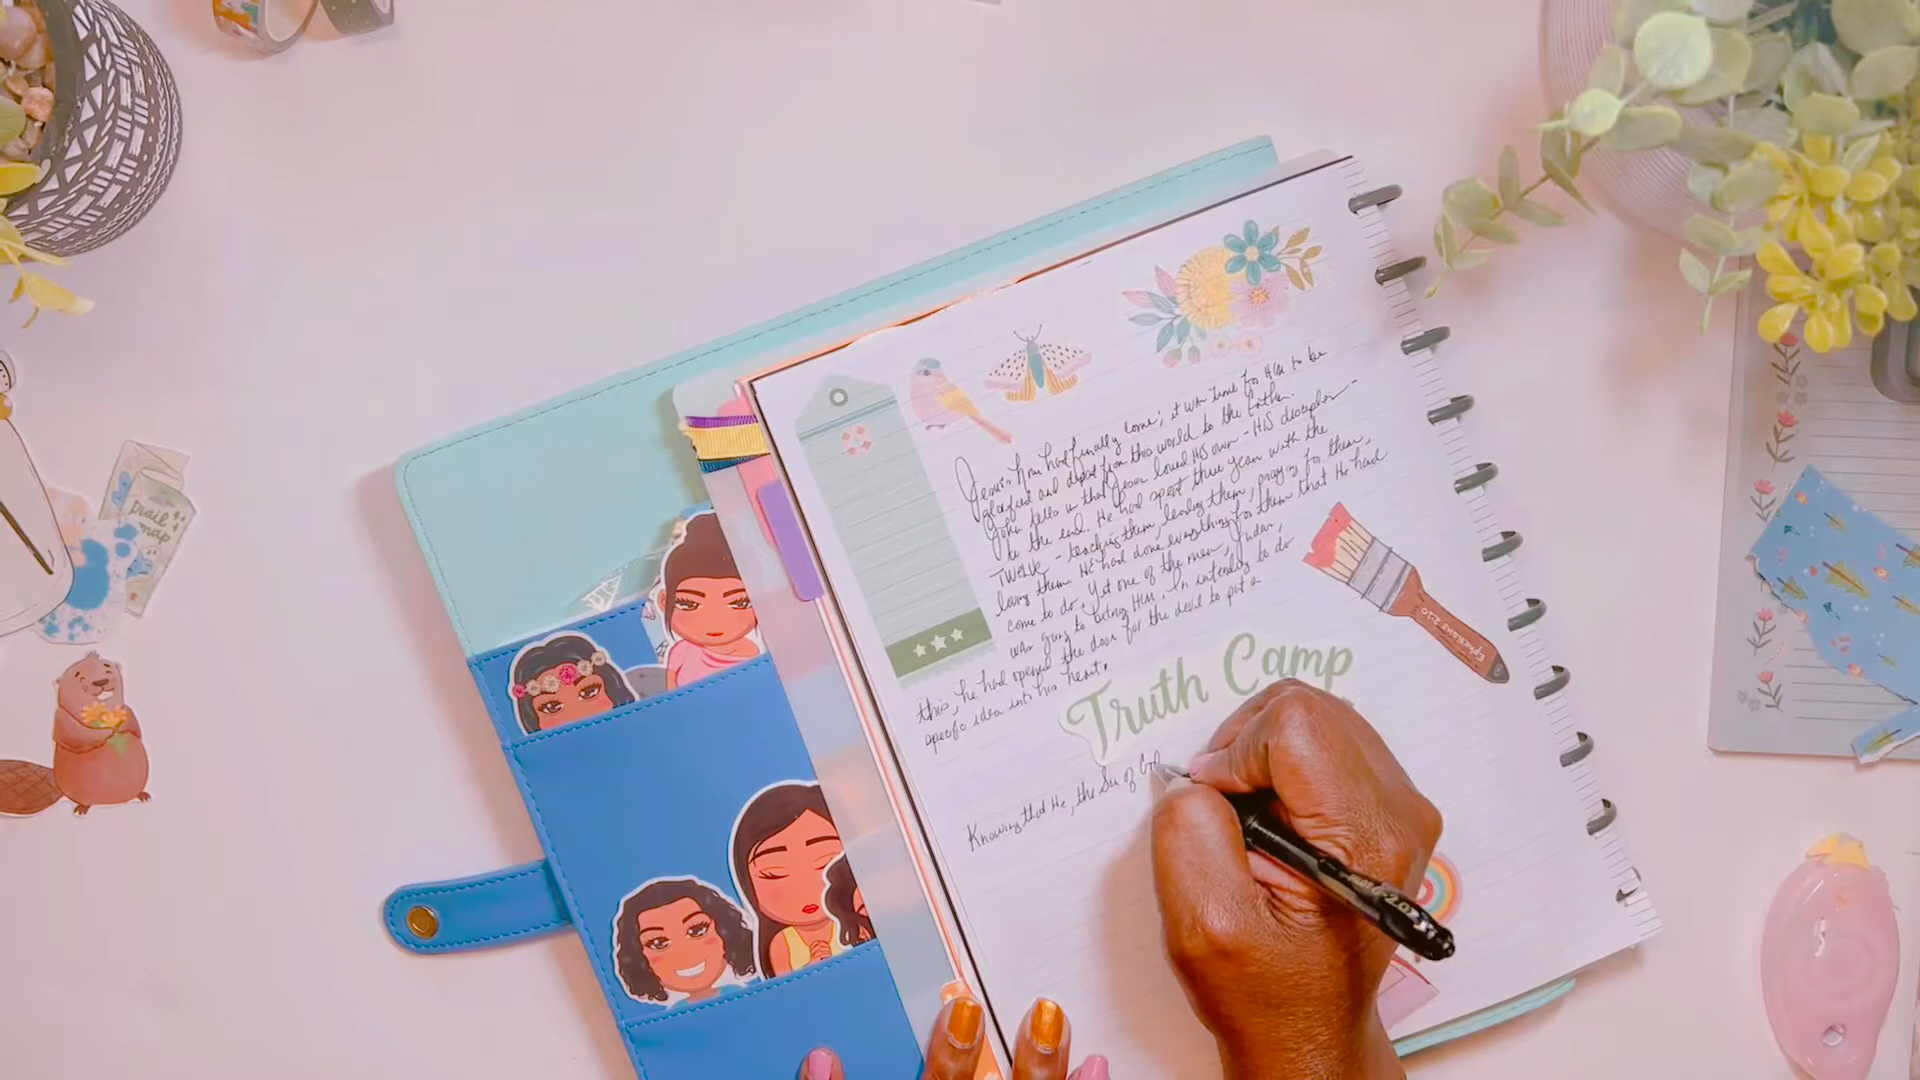 Jesus's hour had finally come; it was time for Him to be
glorified and depart from this world to the Father.
John tells us that Jesus loved His own - HIS disciples -
to the end. He had spent three years with the
TWELVE - teaching them, leading them, praying for them,
loving them. He had done everything for them that He had
come to do. Yet one of the men, Judas,
was going to betray Him. In intending to do
this, he had opened the door for the devil to put a
specific idea into his heart.
Truth Camp
Knowing that He, the Son of God
Ephesians 2:10
trail
map